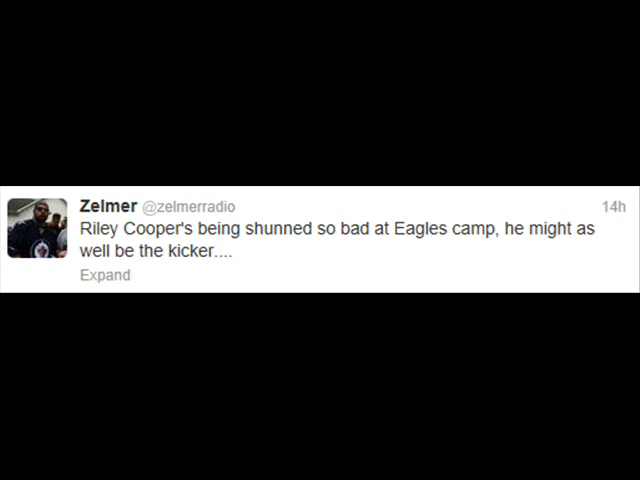 Zelmer @zelmerradio 14h
Riley Cooper's being shunned so bad at Eagles camp, he might as
well be the kicker....
Expand